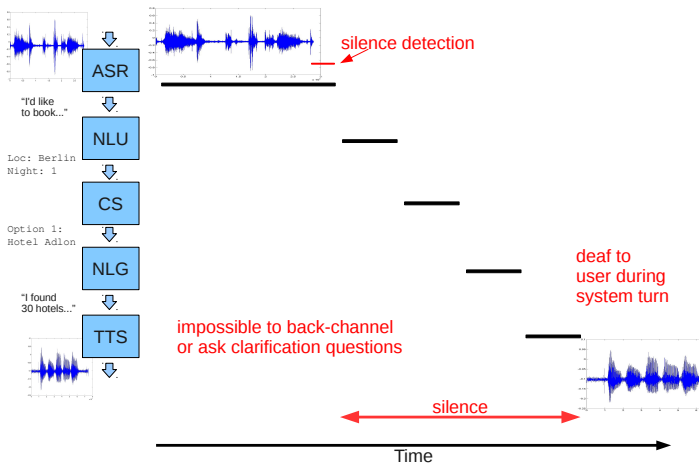 silence detection
ASR
"I'd like
to book..."
NLU
Loc: Berlin
Night: 1
CS
Option 1:
Hotel Adlon
NLG
deaf to
user during
system turn
"I found
30 hotels..."
TTS
impossible to back-channel
or ask clarification questions
silence
Time